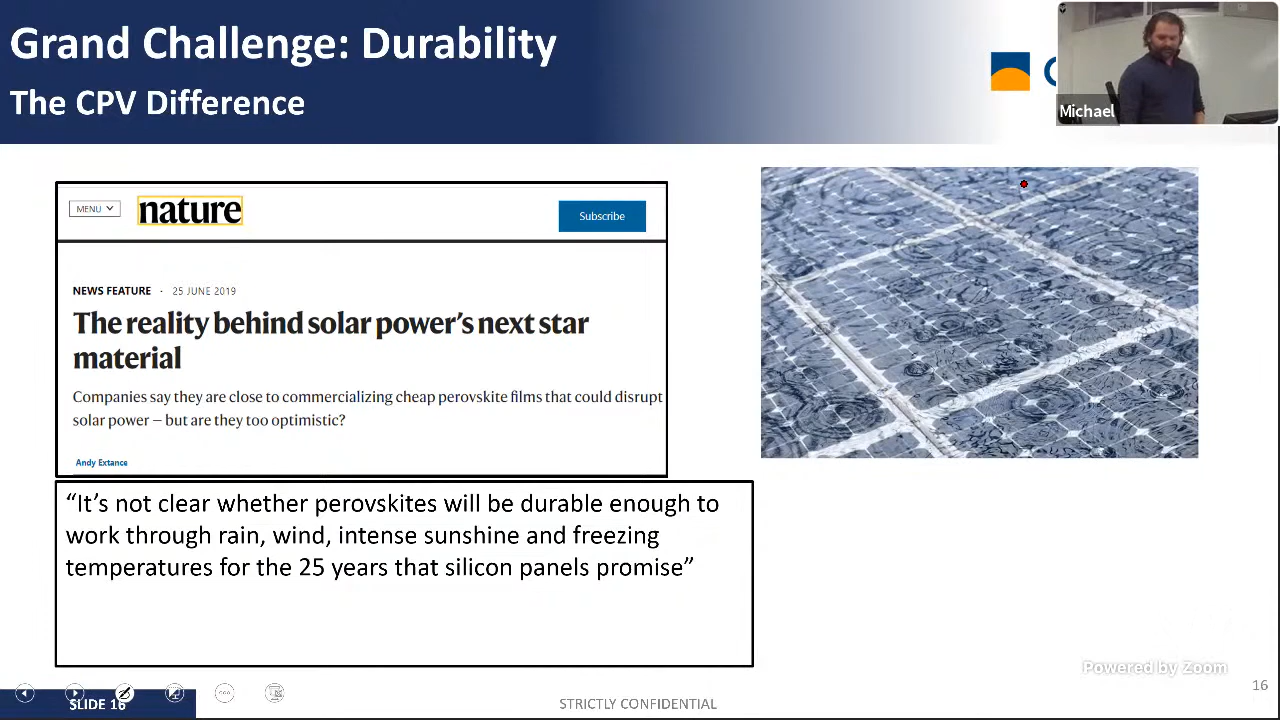 Grand Challenge: Durability
The CPV Difference
Michael
MENU
nature
Subscribe
NEWS FEATURE · 25 JUNE 2019
The reality behind solar power's next star
material
Companies say they are close to commercializing cheap perovskite films that could disrupt
solar power — but are they too optimistic?
Andy Extance
“It’s not clear whether perovskites will be durable enough to
work through rain, wind, intense sunshine and freezing
temperatures for the 25 years that silicon panels promise”
Powered by Zoom
16
SLIDE 16
STRICTLY CONFIDENTIAL